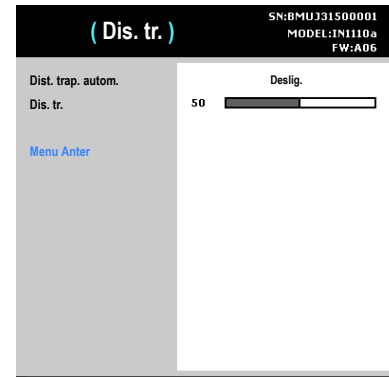 ( Dis. tr. )
SN:BMUJ31500001
MODEL:IN1110a
FW:A06
Dist. trap. autom. Deslig.
Dis. tr. 50
Menu Anter